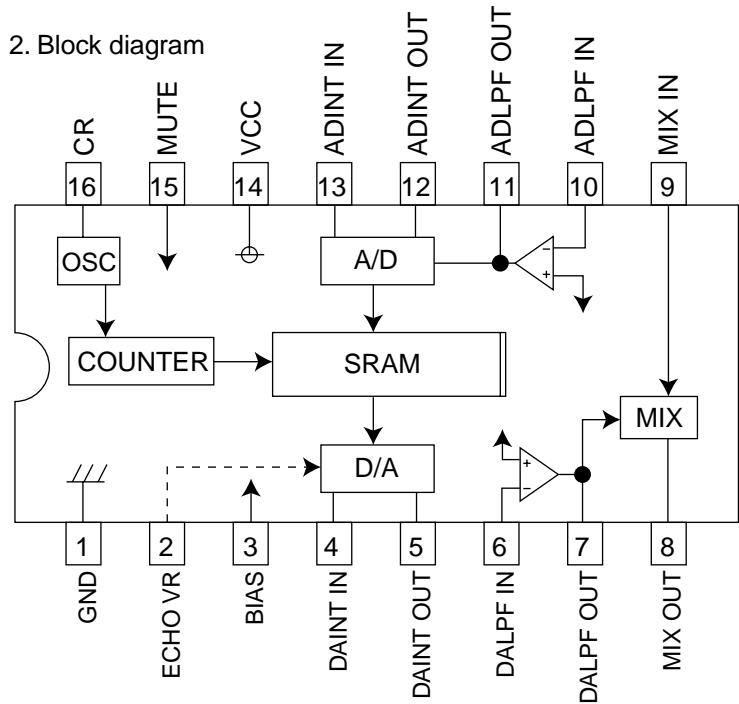 2. Block diagram
CR
MUTE
VCC
ADINT IN
ADINT OUT
ADLPF OUT
ADLPF IN
MIX IN
16
15
14
13
12
11
10
9
OSC
A/D
−
+
COUNTER
SRAM
MIX
D/A
+
−
1
2
3
4
5
6
7
8
GND
ECHO VR
BIAS
DAINT IN
DAINT OUT
DALPF IN
DALPF OUT
MIX OUT